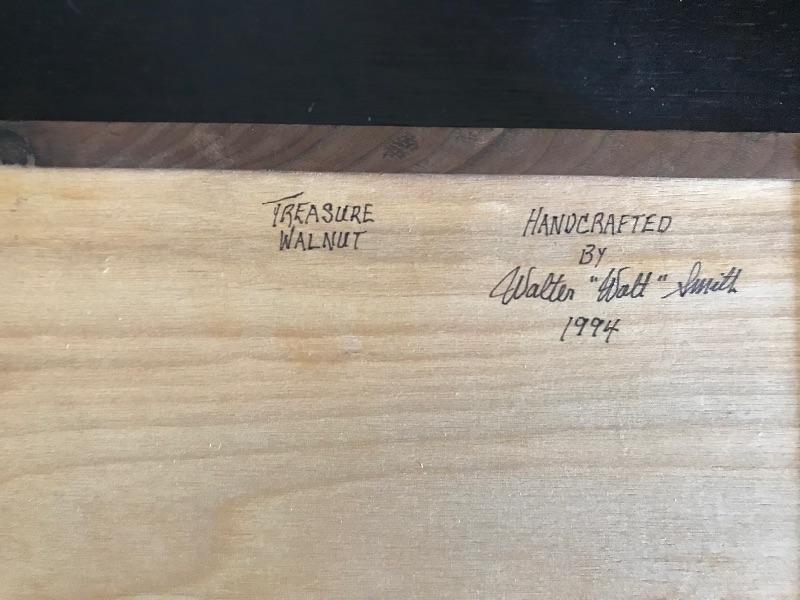 TREASURE
WALNUT
HANDCRAFTED
BY
Walter "Walt" Smith
1994